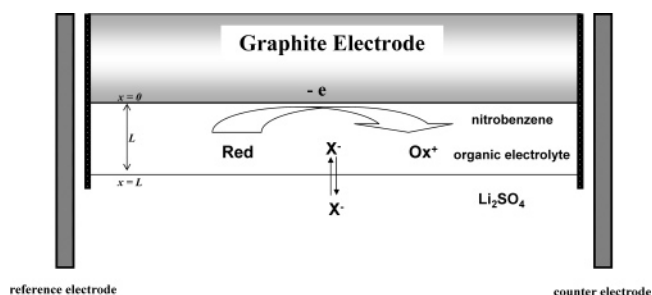 Graphite Electrode
- e
x = 0
nitrobenzene
L
Red
X-
Ox+
organic electrolyte
x = L
Li2SO4
X-
reference electrode
counter electrode